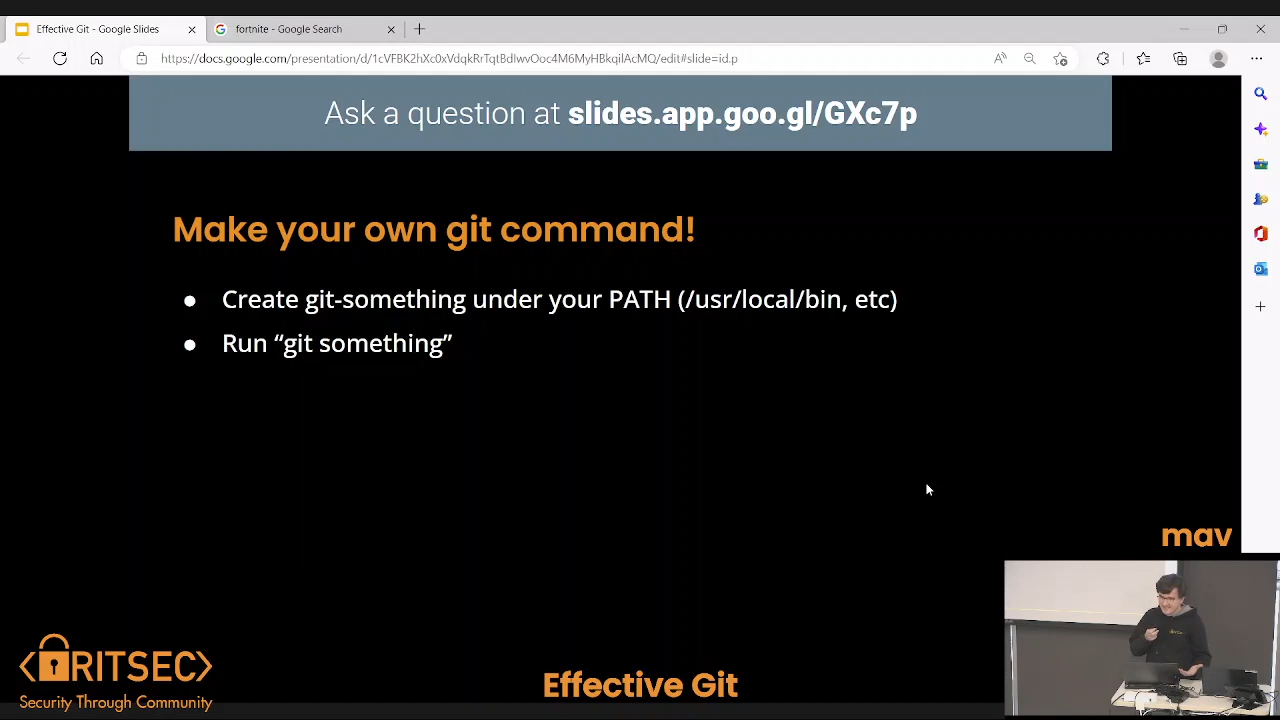 Effective Git - Google Slides
fortnite - Google Search
https://docs.google.com/presentation/d/1cVFBK2hXc0xVdqkRrTqtBdIwvOoc4M6MyHBkqilAcMQ/edit#slide=id.p
Ask a question at slides.app.goo.gl/GXc7p
Make your own git command!
● Create git-something under your PATH (/usr/local/bin, etc)
● Run “git something”
mav
RITSEC
Security Through Community
Effective Git